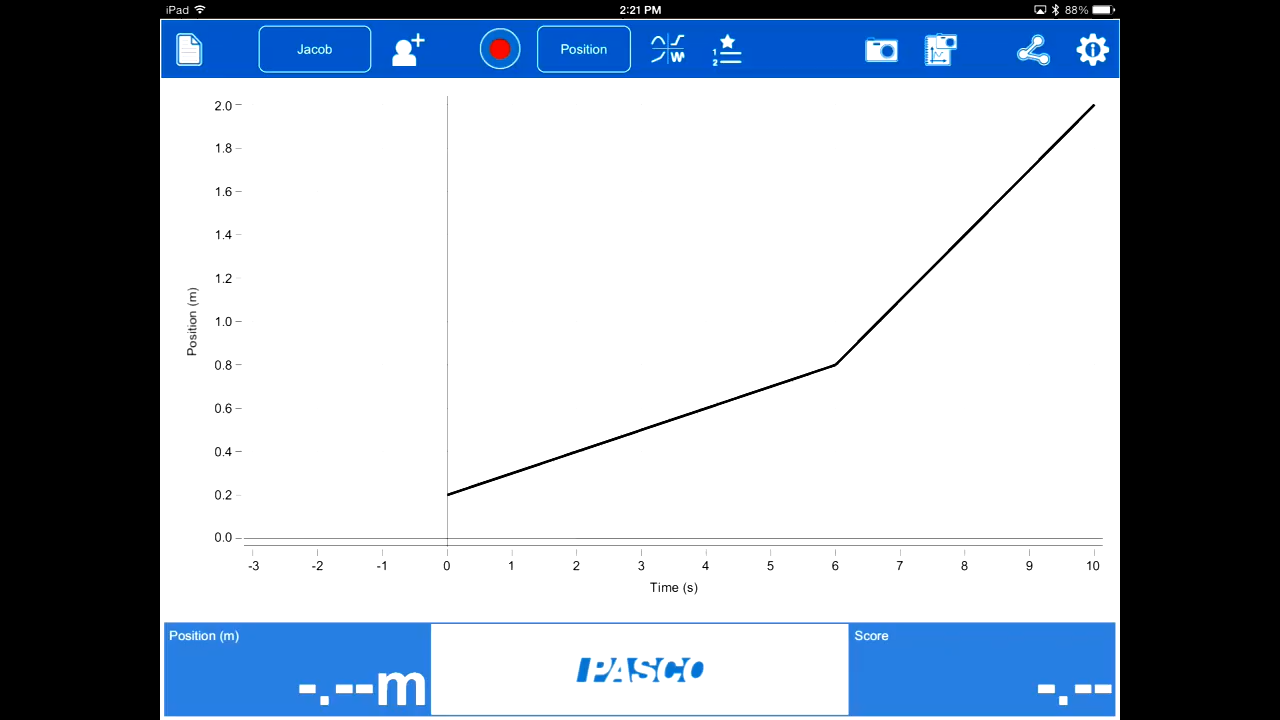 iPad 2:21 PM 88%
Jacob Position
1
2
2.0
1.8
1.6
1.4
1.2
1.0
0.8
0.6
0.4
0.2
0.0
Position (m)
-3 -2 -1 0 1 2 3 4 5 6 7 8 9 10
Time (s)
Position (m)
-.--m
PASCO
Score
-.--